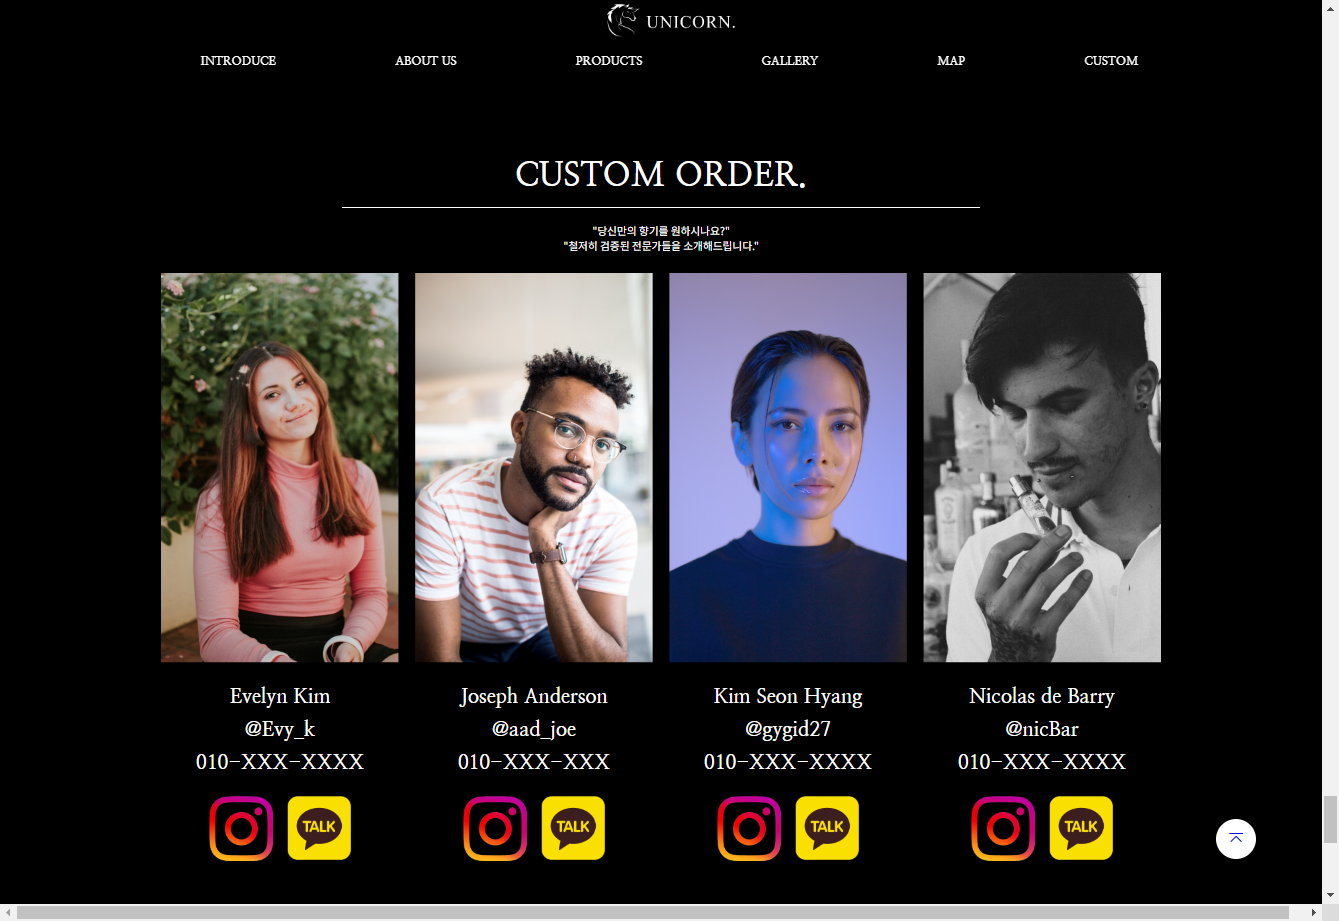 UNICORN.
INTRODUCE ABOUT US PRODUCTS GALLERY MAP CUSTOM
CUSTOM ORDER.
"당신만의 향기를 원하시나요?"
"철저히 검증된 전문가들을 소개해드립니다."
Evelyn Kim Joseph Anderson Kim Seon Hyang Nicolas de Barry
@Evy_k @aad_joe @gygid27 @nicBar
010-XXX-XXXX 010-XXX-XXX 010-XXX-XXXX 010-XXX-XXXX
TALK TALK TALK TALK